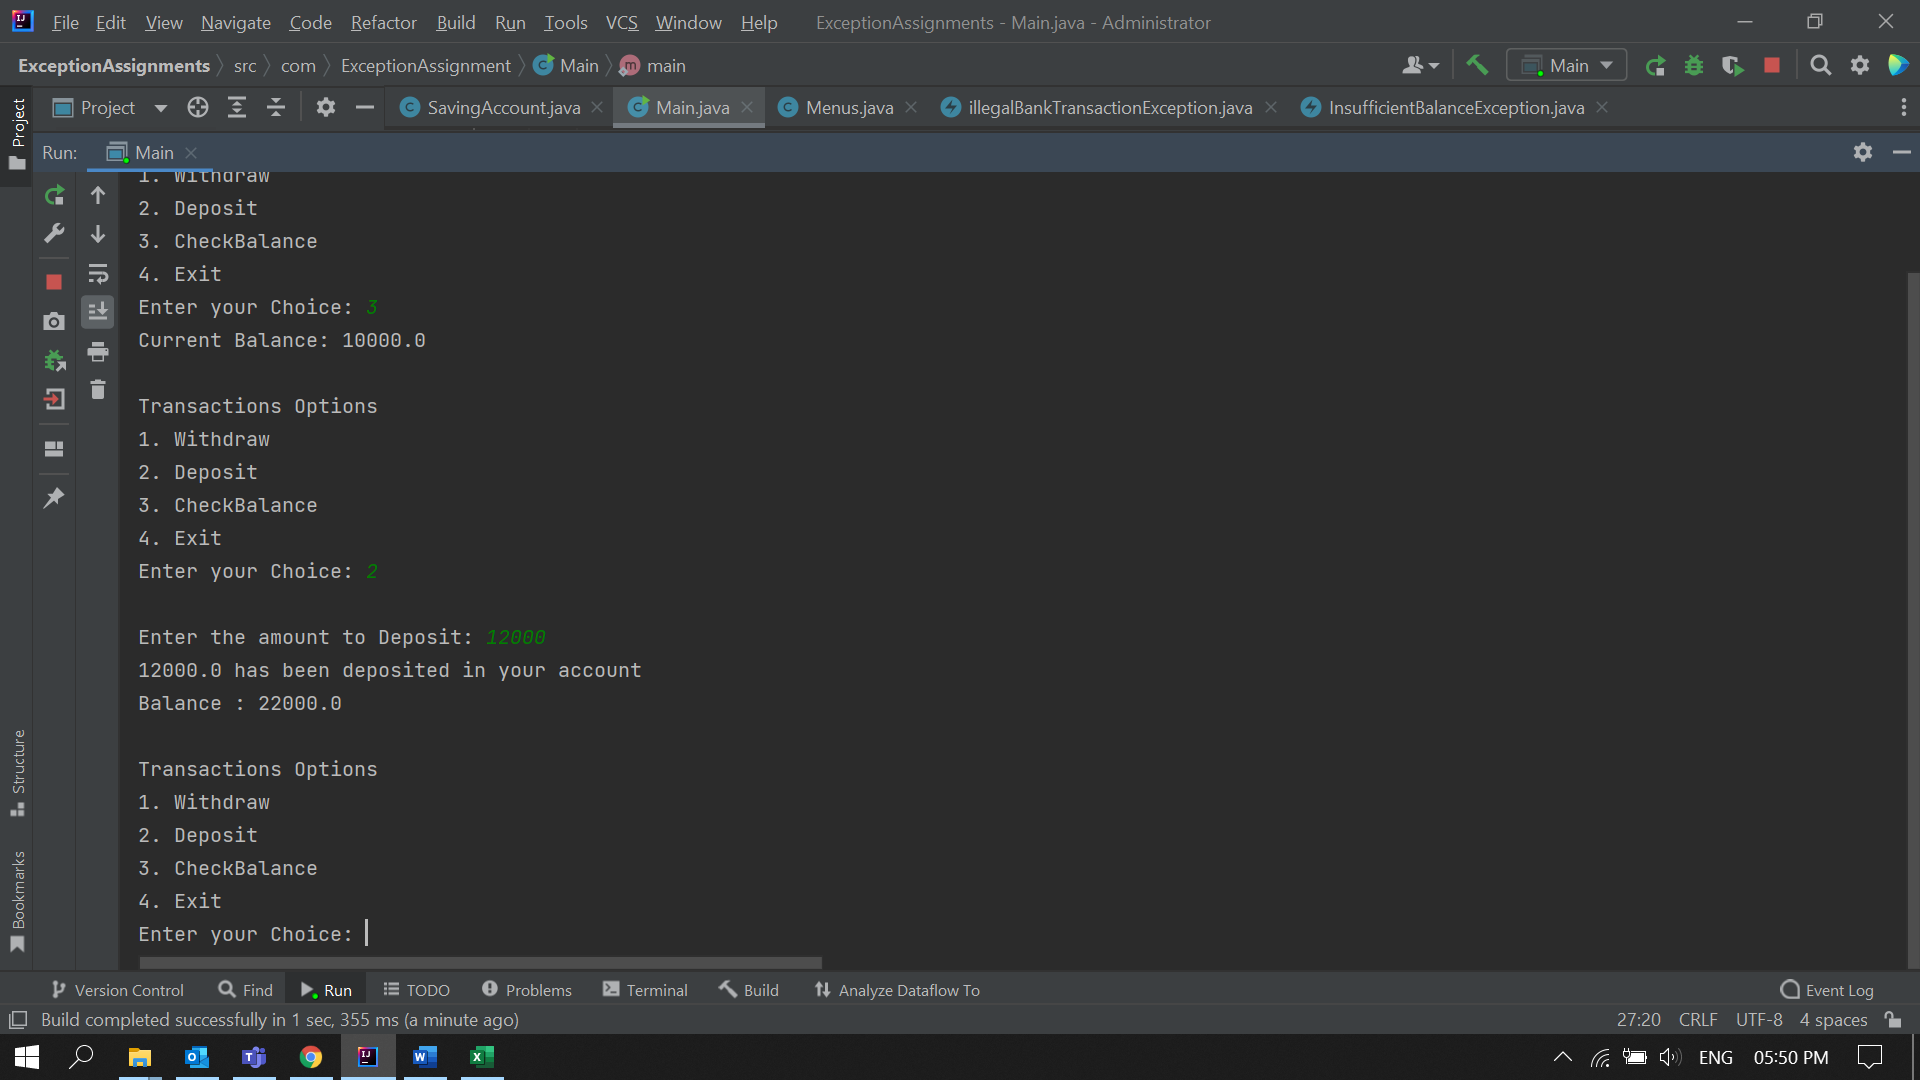 File Edit View Navigate Code Refactor Build Run Tools VCS Window Help ExceptionAssignments - Main.java - Administrator
ExceptionAssignments src com ExceptionAssignment Main main Main
Project SavingAccount.java Main.java Menus.java illegalBankTransactionException.java InsufficientBalanceException.java
Project
Run: Main
1. Withdraw
2. Deposit
3. CheckBalance
4. Exit
Enter your Choice: 3
Current Balance: 10000.0
Transactions Options
1. Withdraw
2. Deposit
3. CheckBalance
4. Exit
Enter your Choice: 2
Enter the amount to Deposit: 12000
12000.0 has been deposited in your account
Balance : 22000.0
Transactions Options
1. Withdraw
2. Deposit
3. CheckBalance
4. Exit
Enter your Choice:
Structure
Bookmarks
Version Control Find Run TODO Problems Terminal Build Analyze Dataflow To Event Log
Build completed successfully in 1 sec, 355 ms (a minute ago) 27:20 CRLF UTF-8 4 spaces
ENG 05:50 PM